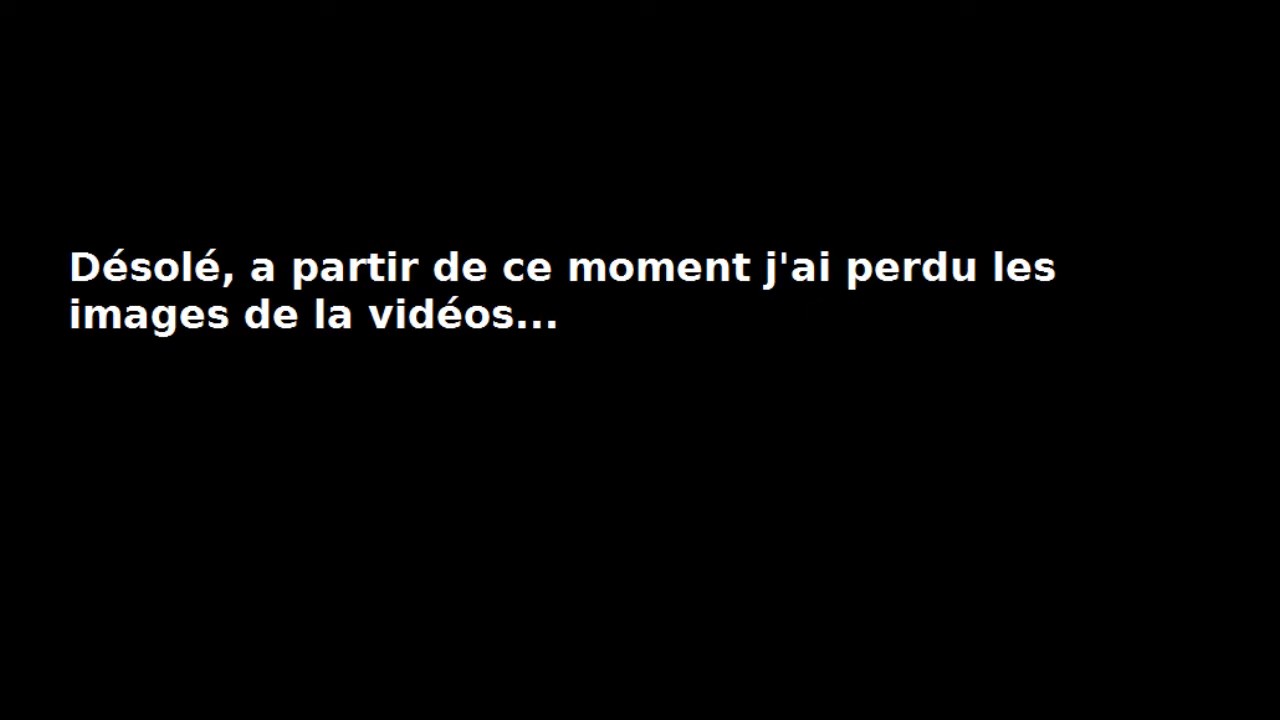 Désolé, a partir de ce moment j'ai perdu les
images de la vidéos...